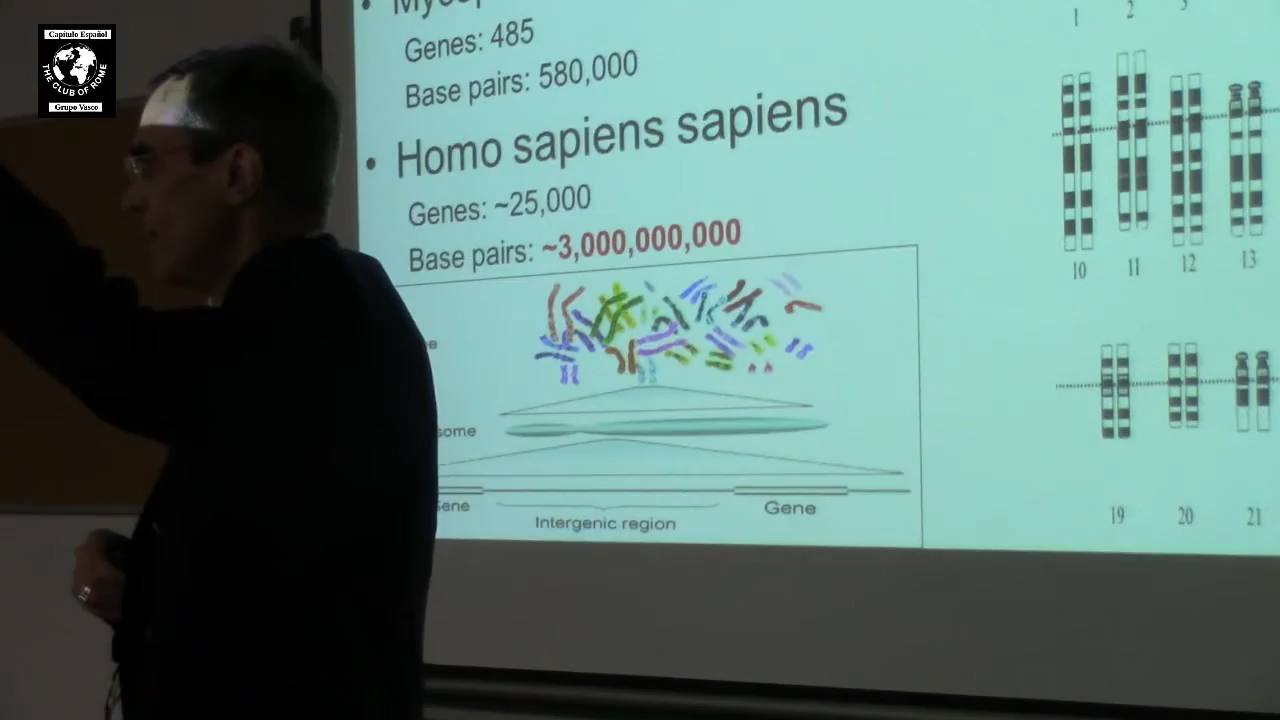 Capítulo Español
THE CLUB OF ROME
Grupo Vasco
Genes: 485
Base pairs: 580,000
• Homo sapiens sapiens
Genes: ~25,000
Base pairs: ~3,000,000,000
Gene
Intergenic region
1 2 3
10 11 12 13
19 20 21